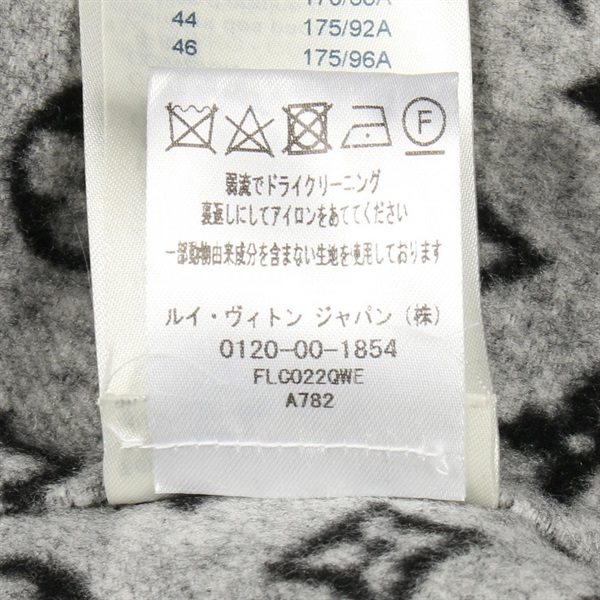 44 175/92A
46 175/96A
F
弱流でドライクリーニング
裏返しにしてアイロンをあててください
一部動物由来成分を含まない生地を使用しております
ルイ・ヴィトン ジャパン (株)
0120-00-1854
FLCO22QWE
A782